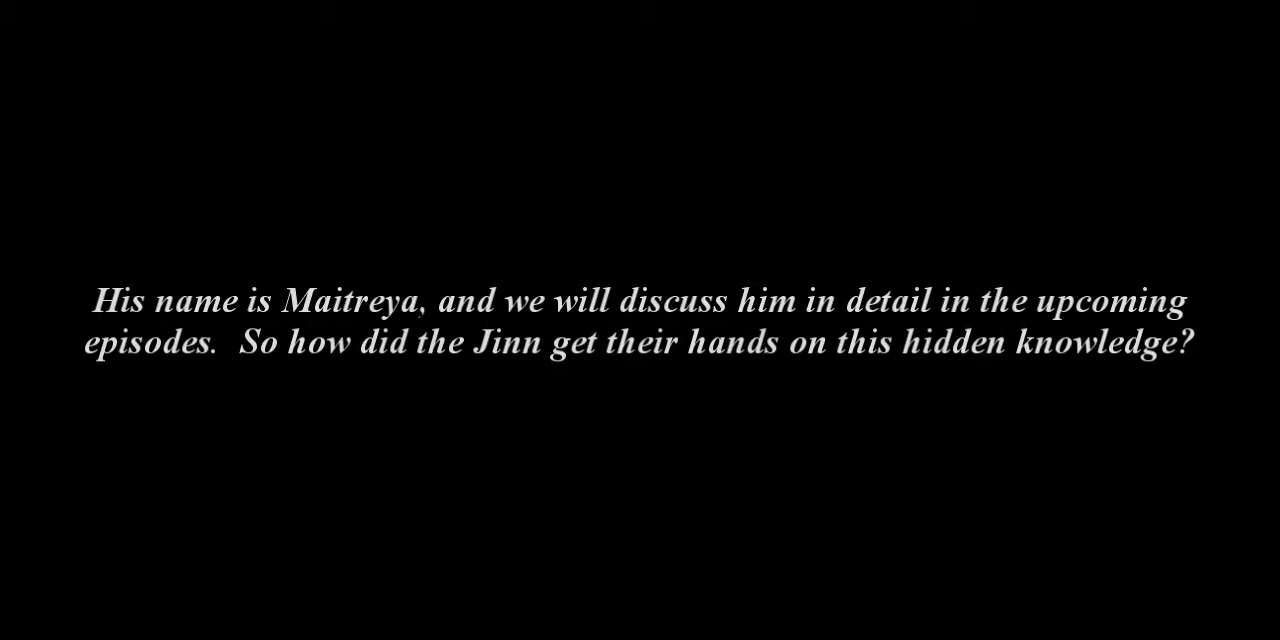 His name is Maitreya, and we will discuss him in detail in the upcoming
episodes.  So how did the Jinn get their hands on this hidden knowledge?